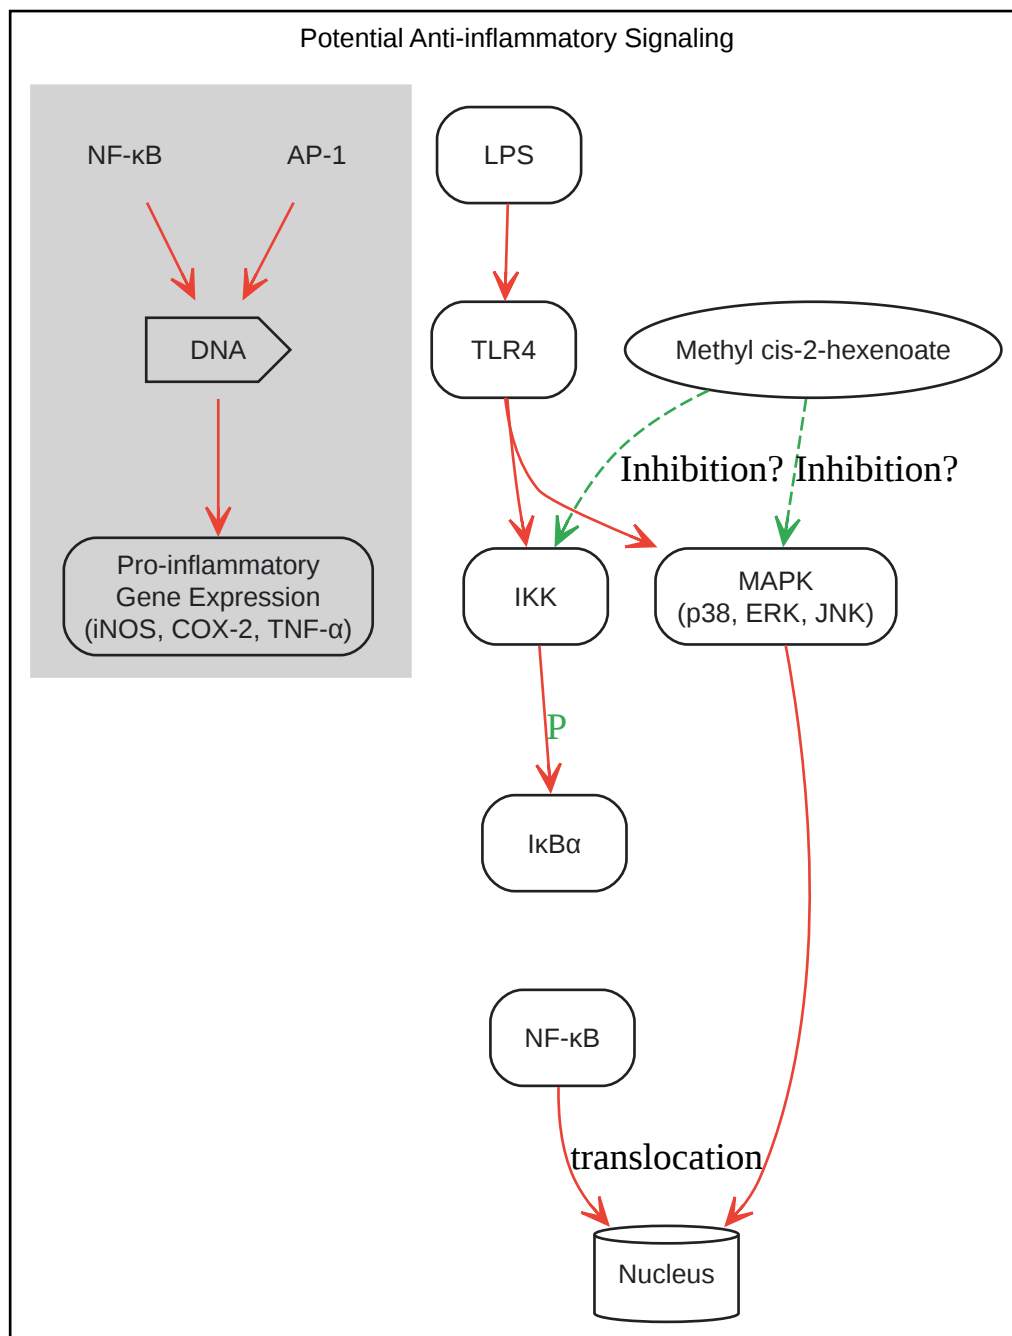 Potential Anti-inflammatory Signaling
NF-κB
AP-1
LPS
DNA
TLR4
Methyl cis-2-hexenoate
Inhibition?
Inhibition?
Pro-inflammatory
Gene Expression
(iNOS, COX-2, TNF-α)
IKK
MAPK
(p38, ERK, JNK)
P
IκBα
NF-κB
translocation
Nucleus